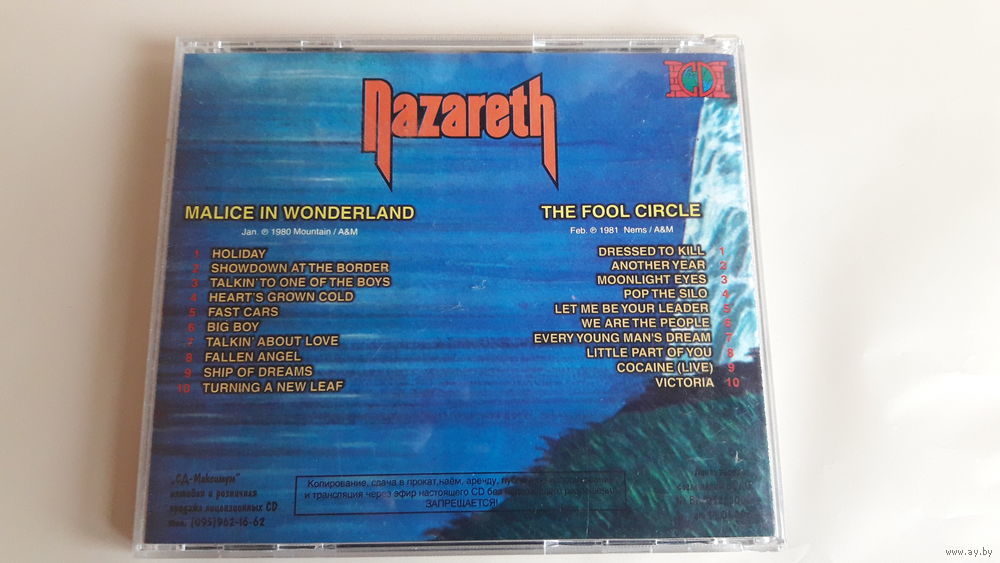 CD
Nazareth
MALICE IN WONDERLAND
Jan. ℗ 1980 Mountain / A&M
1 HOLIDAY
2 SHOWDOWN AT THE BORDER
3 TALKIN' TO ONE OF THE BOYS
4 HEART'S GROWN COLD
5 FAST CARS
6 BIG BOY
7 TALKIN' ABOUT LOVE
8 FALLEN ANGEL
9 SHIP OF DREAMS
10 TURNING A NEW LEAF
THE FOOL CIRCLE
Feb. ℗ 1981 Nems / A&M
DRESSED TO KILL 1
ANOTHER YEAR 2
MOONLIGHT EYES 3
POP THE SILO 4
LET ME BE YOUR LEADER 5
WE ARE THE PEOPLE 6
EVERY YOUNG MAN'S DREAM 7
LITTLE PART OF YOU 8
COCAINE (LIVE) 9
VICTORIA 10
„СД-Максимум"
оптовая и розничная
продажа лицензионных CD
тел. (095)962-16-62
Копирование, сдача в прокат,наём, аренду,
и трансляция через эфир настоящего CD без
ЗАПРЕЩАЕТСЯ!
www.ay.by